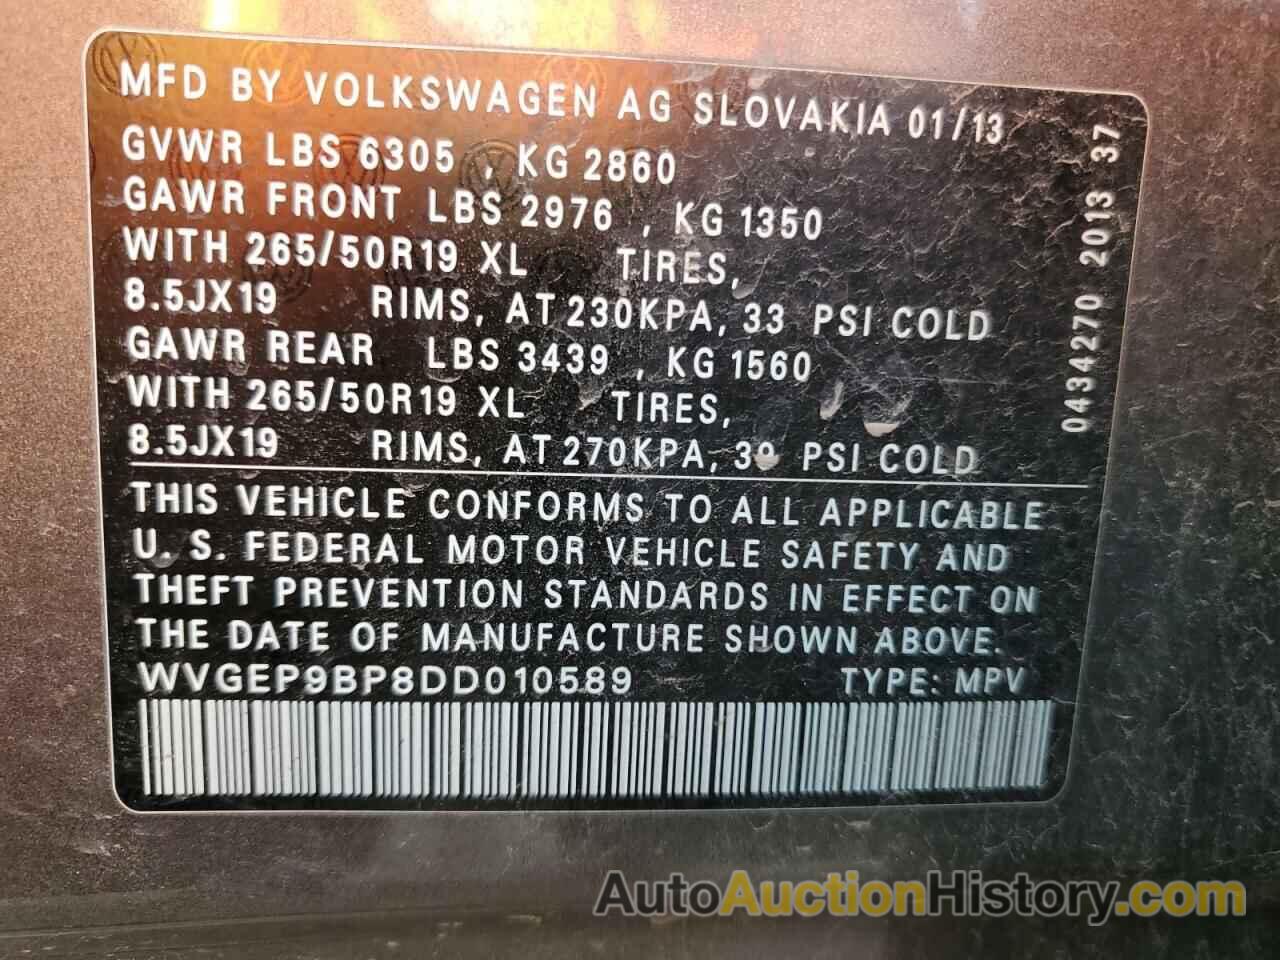 MFD BY VOLKSWAGEN AG SLOVAKIA 01/13
GVWR LBS 6305 , KG 2860
GAWR FRONT LBS 2976 , KG 1350
WITH 265/50R19 XL TIRES,
8.5JX19 RIMS, AT 230KPA, 33 PSI COLD
GAWR REAR LBS 3439 , KG 1560
WITH 265/50R19 XL TIRES,
8.5JX19 RIMS, AT 270KPA, 39 PSI COLD
THIS VEHICLE CONFORMS TO ALL APPLICABLE
U. S. FEDERAL MOTOR VEHICLE SAFETY AND
THEFT PREVENTION STANDARDS IN EFFECT ON
THE DATE OF MANUFACTURE SHOWN ABOVE.
WVGEP9BP8DD010589 TYPE: MPV
0434270 2013 37
AutoAuctionHistory.com